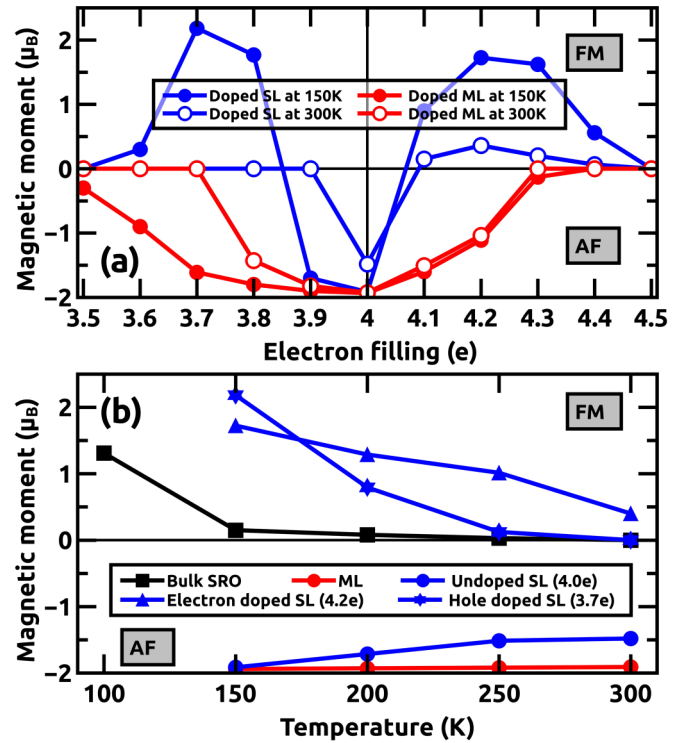 2
1
0
−1
−2
Magnetic moment (μB)
FM
Doped SL at 150K
Doped ML at 150K
Doped SL at 300K
Doped ML at 300K
(a)
AF
3.5 3.6 3.7 3.8 3.9 4 4.1 4.2 4.3 4.4 4.5
Electron filling (e)
2
1
0
−1
−2
Magnetic moment (μB)
(b)
FM
Bulk SRO
ML
Undoped SL (4.0e)
Electron doped SL (4.2e)
Hole doped SL (3.7e)
AF
100 150 200 250 300
Temperature (K)